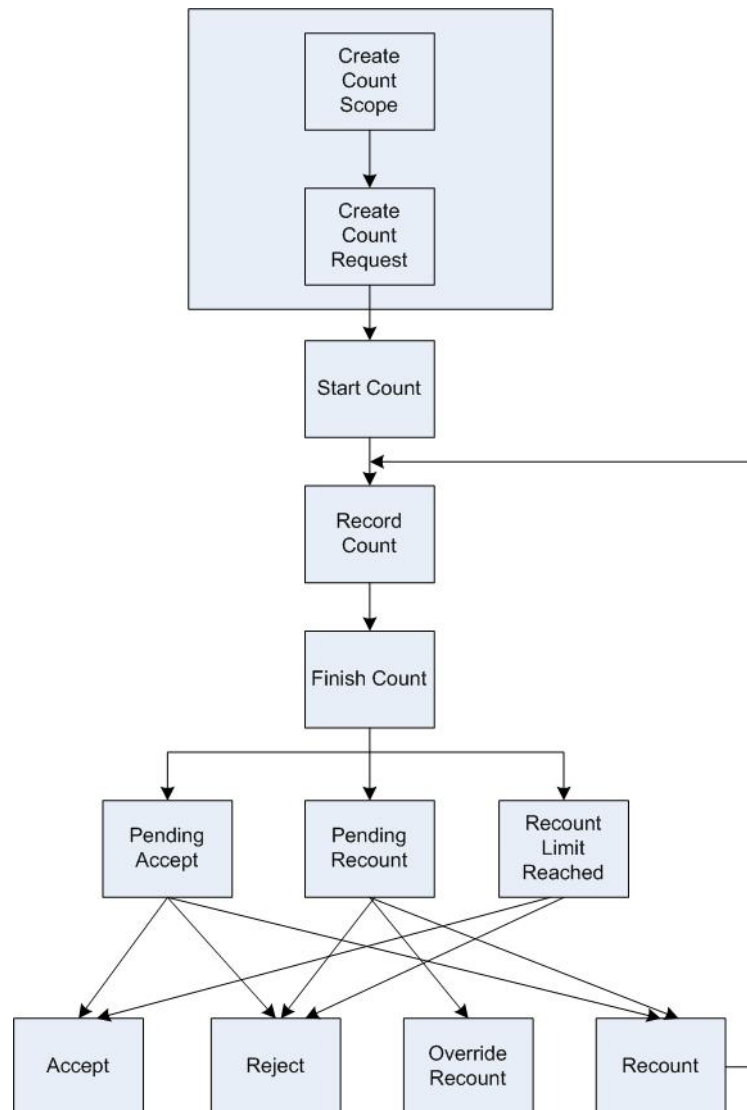 Create
Count
Scope
Create
Count
Request
Start Count
Record
Count
Finish Count
Pending
Accept
Pending
Recount
Recount
Limit
Reached
Accept
Reject
Override
Recount
Recount